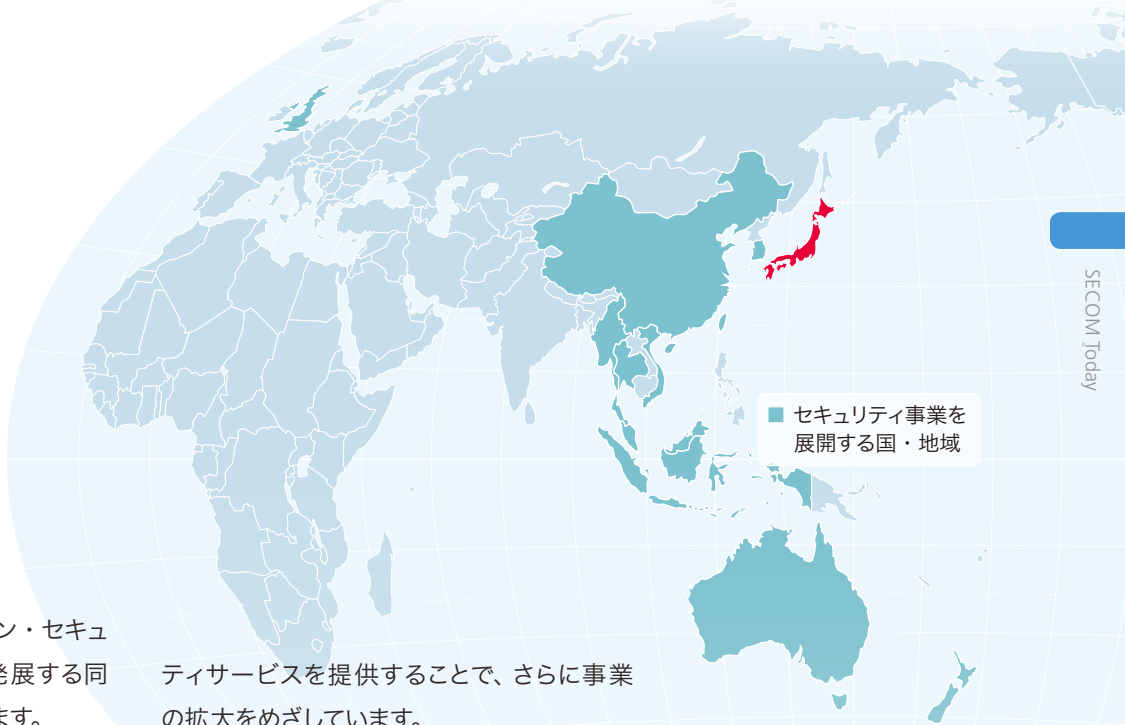 SECOM Today
セキュリティ事業を
展開する国・地域
ン・セキュ
発展する同
ます。
ティサービスを提供することで、さらに事業
の拡大をめざしています。